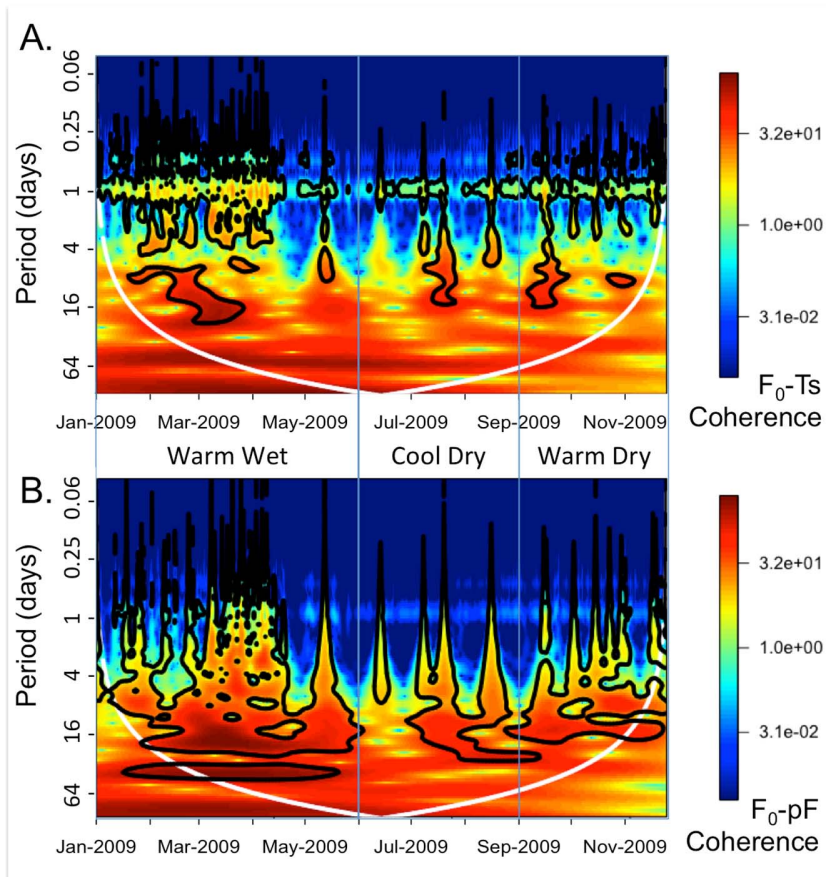 A.
Period (days)
0.06
0.25
1
4
16
64
3.2e+01
1.0e+00
3.1e-02
F₀-Ts
Coherence
Jan-2009 Mar-2009 May-2009 Jul-2009 Sep-2009 Nov-2009
Warm Wet Cool Dry Warm Dry
B.
Period (days)
0.06
0.25
1
4
16
64
3.2e+01
1.0e+00
3.1e-02
F₀-pF
Coherence
Jan-2009 Mar-2009 May-2009 Jul-2009 Sep-2009 Nov-2009